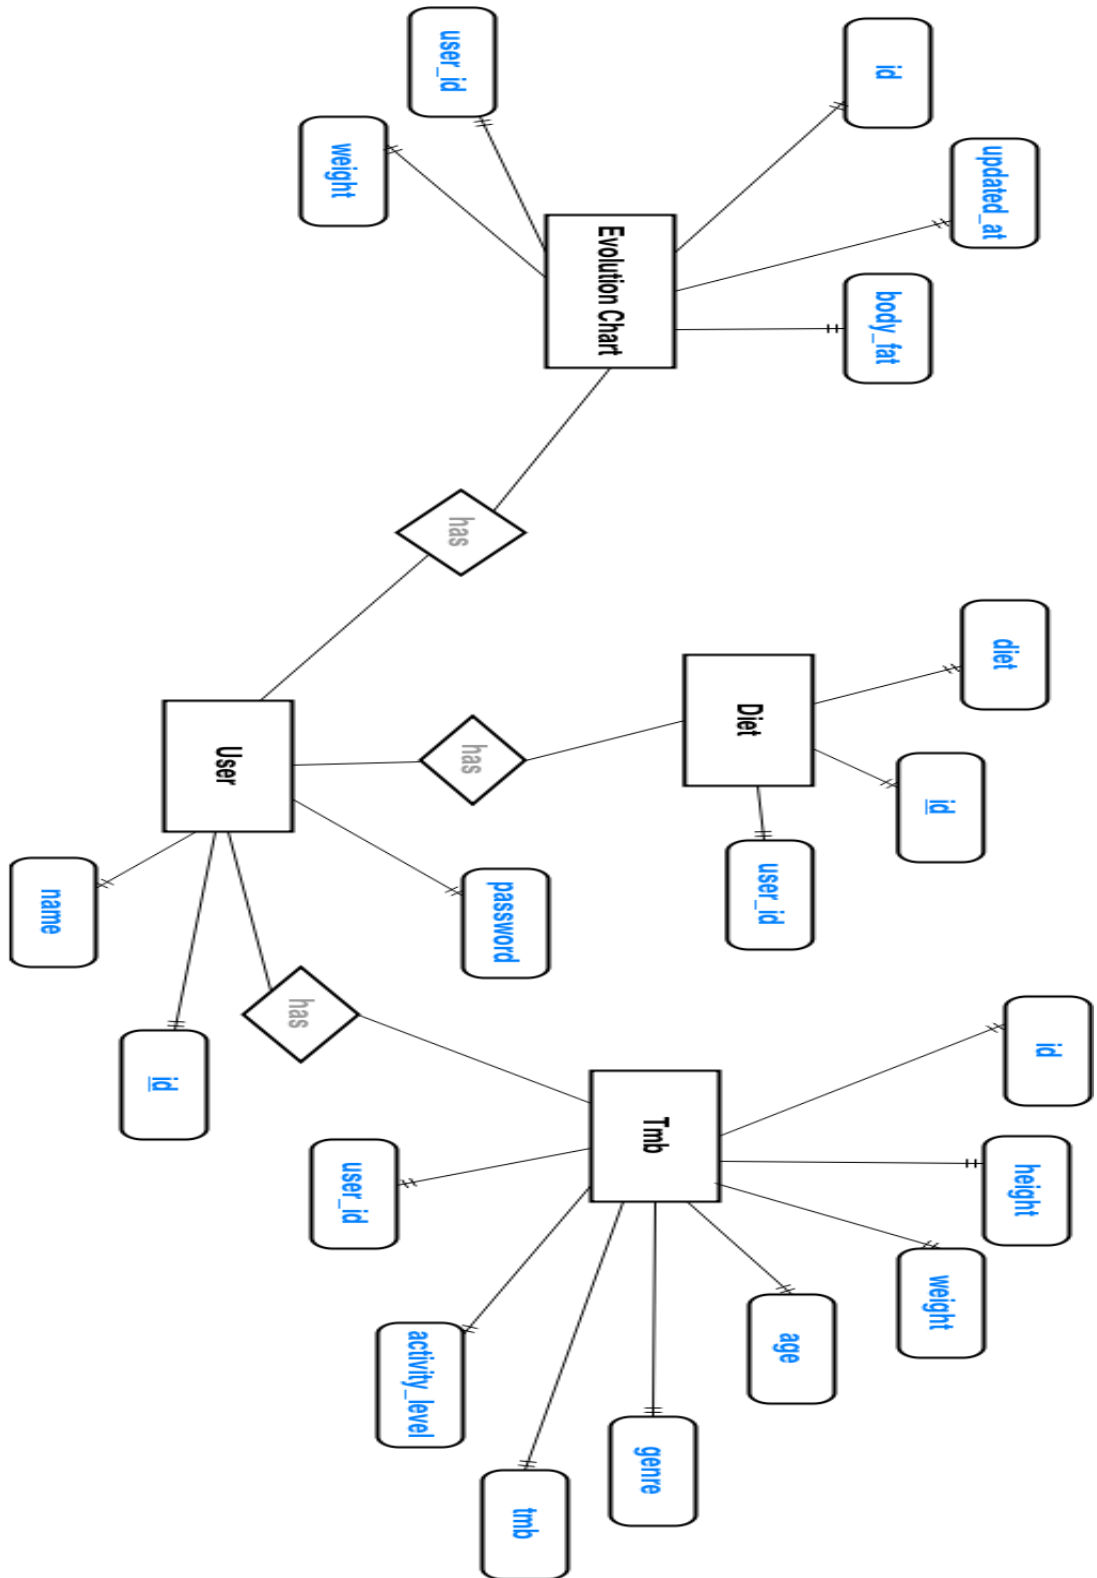 id
updated_at
body_fat
user_id
weight
Evolution Chart
has
diet
id
user_id
Diet
has
User
password
name
id
has
Tmb
id
height
weight
age
genre
tmb
activity_level
user_id